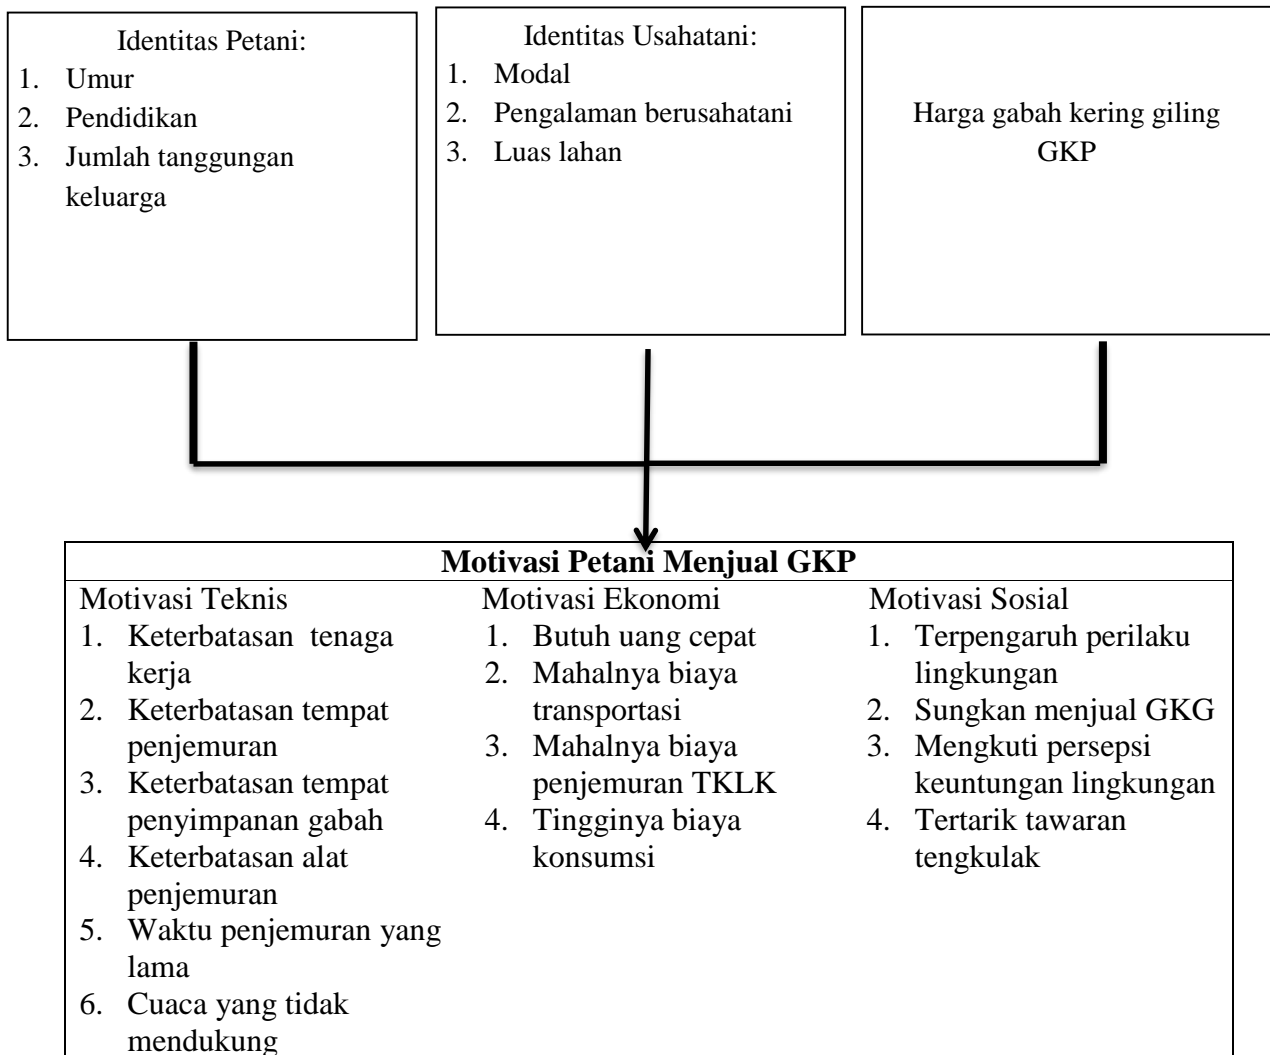 Identitas Petani:
1. Umur
2. Pendidikan
3. Jumlah tanggungan
keluarga
Identitas Usahatani:
1. Modal
2. Pengalaman berusahatani
3. Luas lahan
Harga gabah kering giling
GKP
Motivasi Petani Menjual GKP
Motivasi Teknis
1. Keterbatasan tenaga
kerja
2. Keterbatasan tempat
penjemuran
3. Keterbatasan tempat
penyimpanan gabah
4. Keterbatasan alat
penjemuran
5. Waktu penjemuran yang
lama
6. Cuaca yang tidak
mendukung
Motivasi Ekonomi
1. Butuh uang cepat
2. Mahalnya biaya
transportasi
3. Mahalnya biaya
penjemuran TKLK
4. Tingginya biaya
konsumsi
Motivasi Sosial
1. Terpengaruh perilaku
lingkungan
2. Sungkan menjual GKG
3. Mengkuti persepsi
keuntungan lingkungan
4. Tertarik tawaran
tengkulak